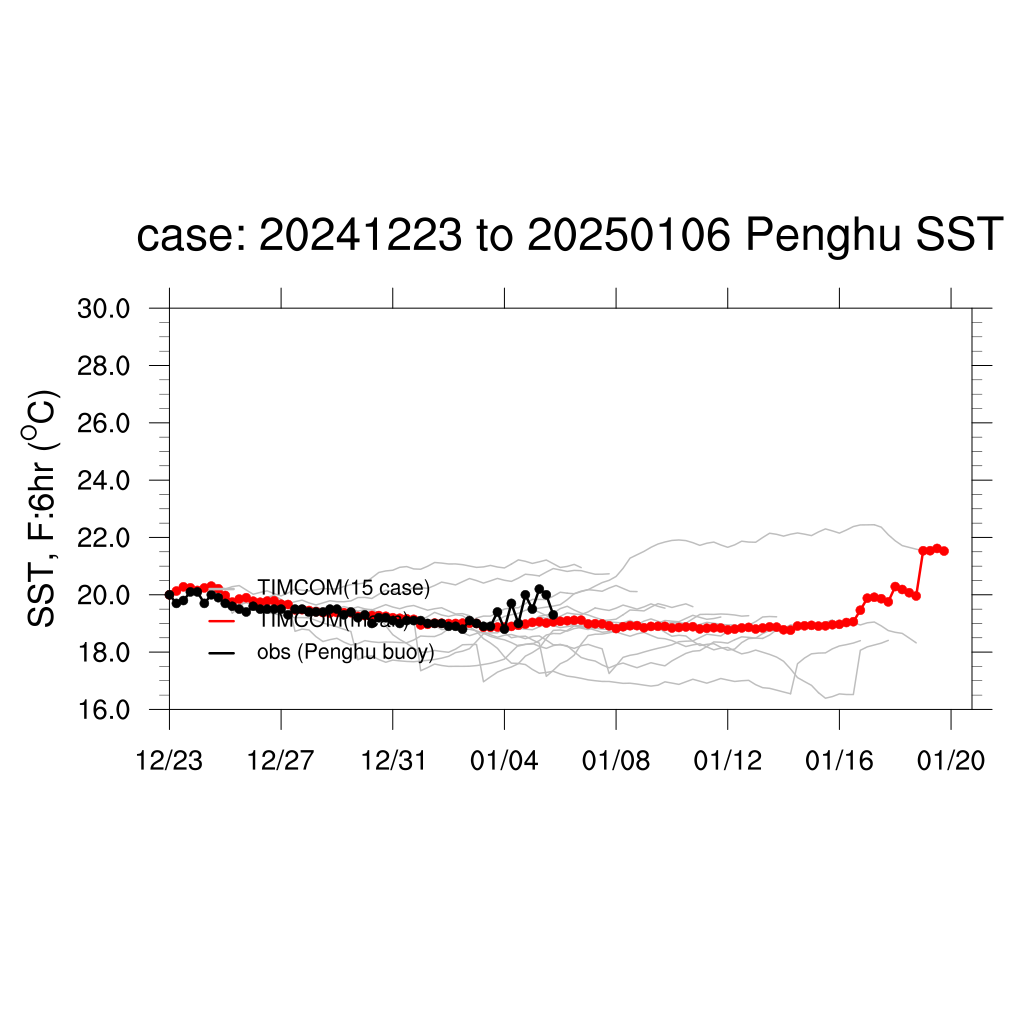 case: 20241223 to 20250106 Penghu SST
SST, F:6hr (°C)
30.0
28.0
26.0
24.0
22.0
20.0
18.0
16.0
TIMCOM(15 case)
obs (Penghu buoy)
12/23 12/27 12/31 01/04 01/08 01/12 01/16 01/20